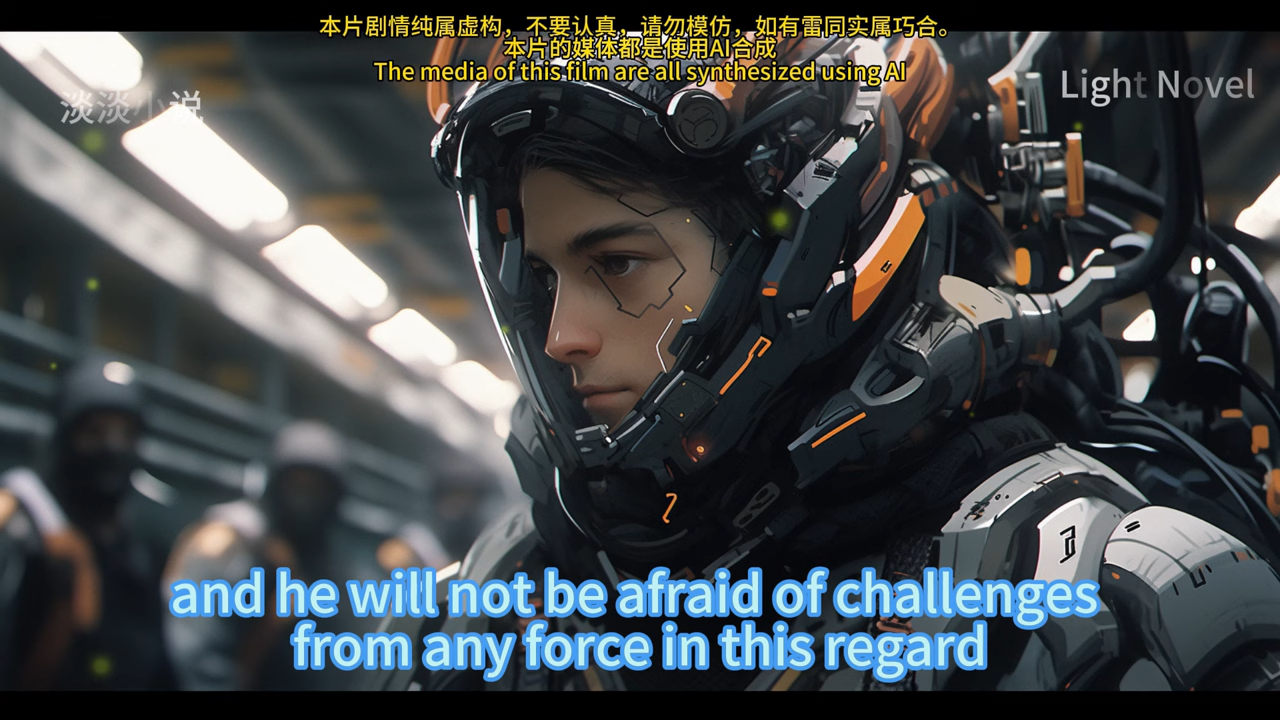 本片剧情纯属虚构，不要认真，请勿模仿，如有雷同实属巧合。
本片的媒体都是使用AI合成
The media of this film are all synthesized using AI
淡淡小说
Light Novel
and he will not be afraid of challenges
from any force in this regard